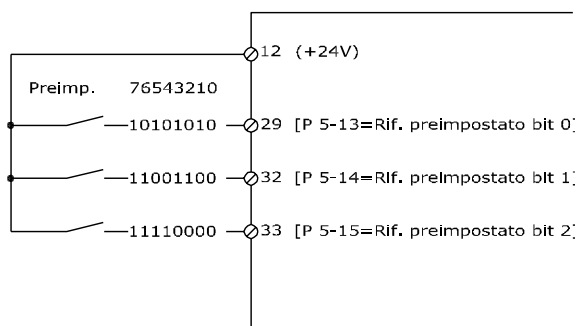 12 (+24V)
Preimp. 76543210
10101010 29 [P 5-13=Rif. preimpostato bit 0]
11001100 32 [P 5-14=Rif. preimpostato bit 1]
11110000 33 [P 5-15=Rif. preimpostato bit 2]